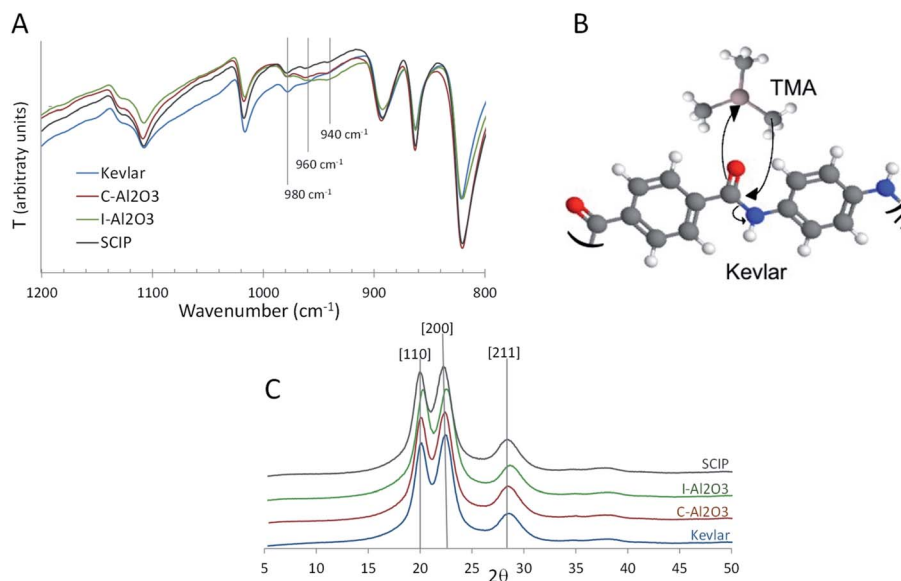 A
B
T (arbitraty units)
940 cm-1
960 cm-1
980 cm-1
Kevlar
C-Al2O3
I-Al2O3
SCIP
1200
1100
1000
900
800
Wavenumber (cm-1)
TMA
Kevlar
C
[110]
[200]
[211]
SCIP
I-Al2O3
C-Al2O3
Kevlar
5
10
15
20
25
30
35
40
45
50
2θ